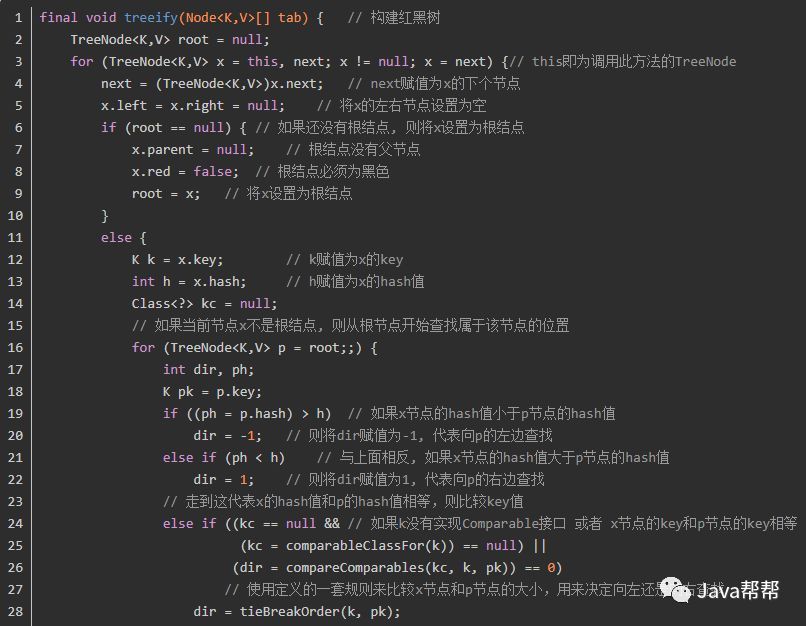 1 final void treeify(Node<K,V>[] tab) {   // 构建红黑树
2     TreeNode<K,V> root = null;
3     for (TreeNode<K,V> x = this, next; x != null; x = next) {// this即为调用此方法的TreeNode
4         next = (TreeNode<K,V>)x.next;   // next赋值为x的下个节点
5         x.left = x.right = null;    // 将x的左右节点设置为空
6         if (root == null) { // 如果还没有根结点, 则将x设置为根结点
7             x.parent = null;    // 根结点没有父节点
8             x.red = false;  // 根结点必须为黑色
9             root = x;   // 将x设置为根结点
10         }
11         else {
12             K k = x.key;        // k赋值为x的key
13             int h = x.hash;     // h赋值为x的hash值
14             Class<?> kc = null;
15             // 如果当前节点x不是根结点, 则从根节点开始查找属于该节点的位置
16             for (TreeNode<K,V> p = root;;) {
17                 int dir, ph;
18                 K pk = p.key;
19                 if ((ph = p.hash) > h)  // 如果x节点的hash值小于p节点的hash值
20                     dir = -1;   // 则将dir赋值为-1, 代表向p的左边查找
21                 else if (ph < h)    // 与上面相反, 如果x节点的hash值大于p节点的hash值
22                     dir = 1;    // 则将dir赋值为1, 代表向p的右边查找
23                 // 走到这代表x的hash值和p的hash值相等，则比较key值
24                 else if ((kc == null && // 如果k没有实现Comparable接口 或者 x节点的key和p节点的key相等
25                           (kc = comparableClassFor(k)) == null) ||
26                          (dir = compareComparables(kc, k, pk)) == 0)
27                     // 使用定义的一套规则来比较x节点和p节点的大小，用来决定向左还是 右查找
28                     dir = tieBreakOrder(k, pk);
Java帮帮